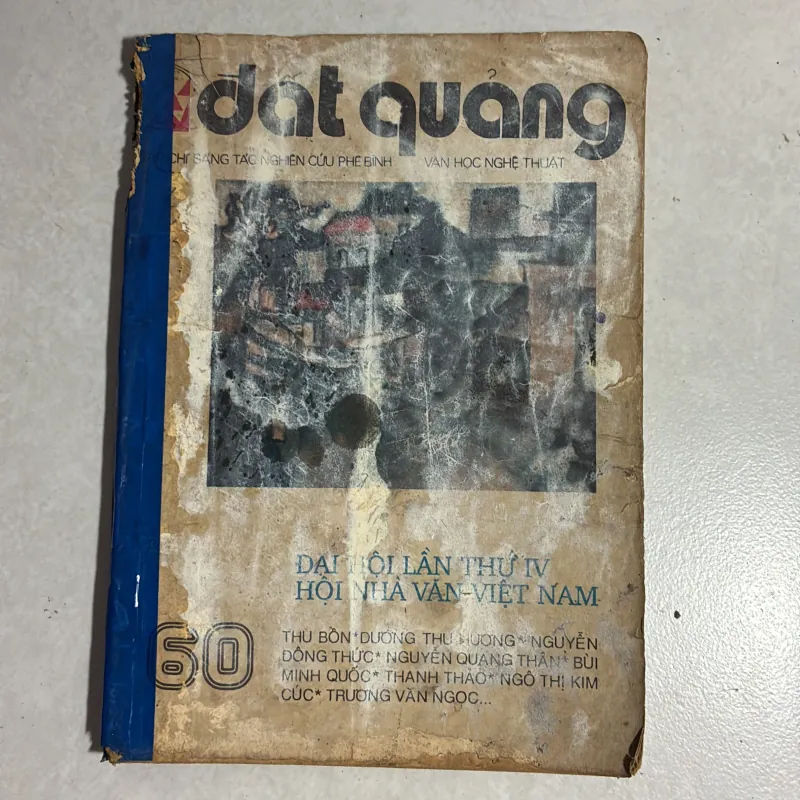 đất quảng
CHÍ SÁNG TÁC NGHIÊN CỨU PHÊ BÌNH VĂN HỌC NGHỆ THUẬT
ĐẠI HỘI LẦN THỨ IV
HỘI NHÀ VĂN-VIỆT NAM
60
THU BỒN*DƯƠNG THU HƯƠNG* NGUYỄN
ĐÔNG THỨC* NGUYỄN QUANG THÂN* BÙI
MINH QUỐC* THANH THẢO* NGÔ THỊ KIM
CÚC* TRƯƠNG VĂN NGỌC...